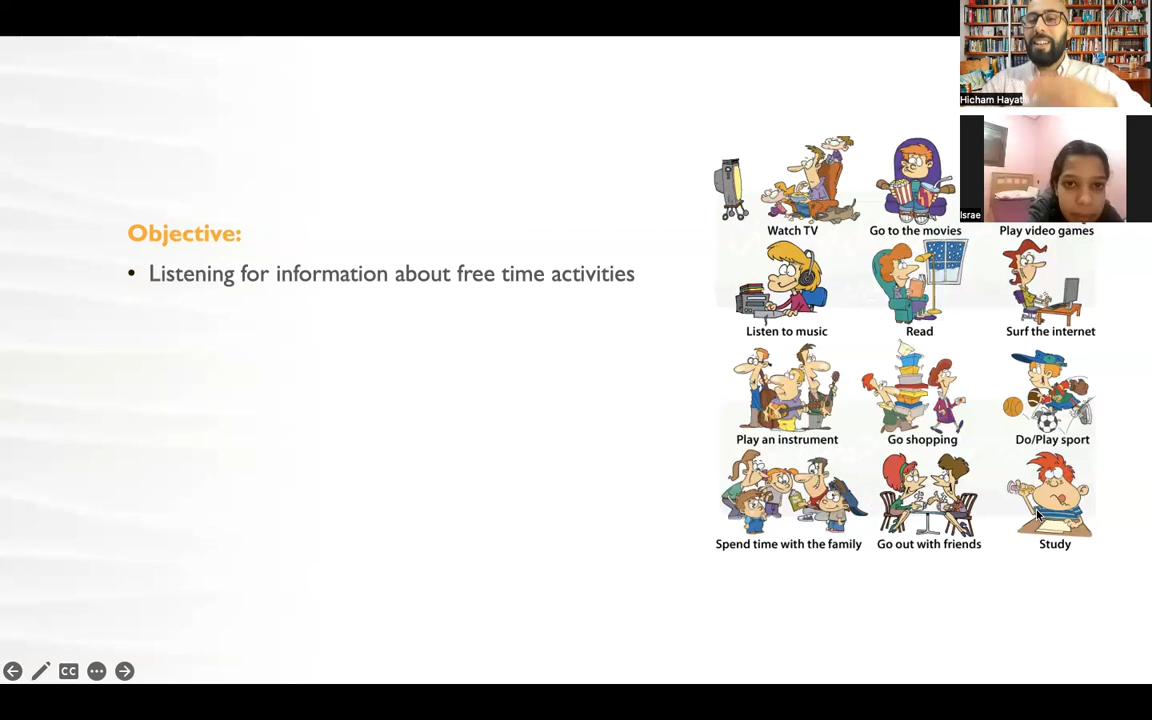 Hicham Hayat
Israe
Objective:
• Listening for information about free time activities
Watch TV
Go to the movies
Play video games
Listen to music
Read
Surf the internet
Play an instrument
Go shopping
Do/Play sport
Spend time with the family
Go out with friends
Study
CC